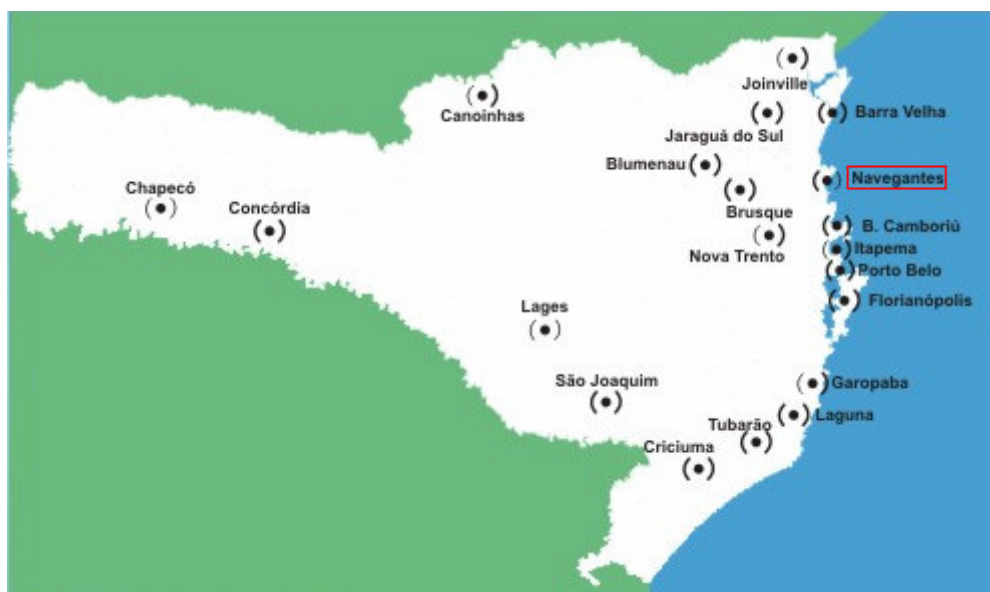 Joinville
Canoinhas
Barra Velha
Jaraguá do Sul
Blumenau
Navegantes
Chapecó
Concórdia
Brusque
B. Camboriú
Nova Trento
Itapema
Porto Belo
Florianópolis
Lages
São Joaquim
Garopaba
Laguna
Tubarão
Criciuma